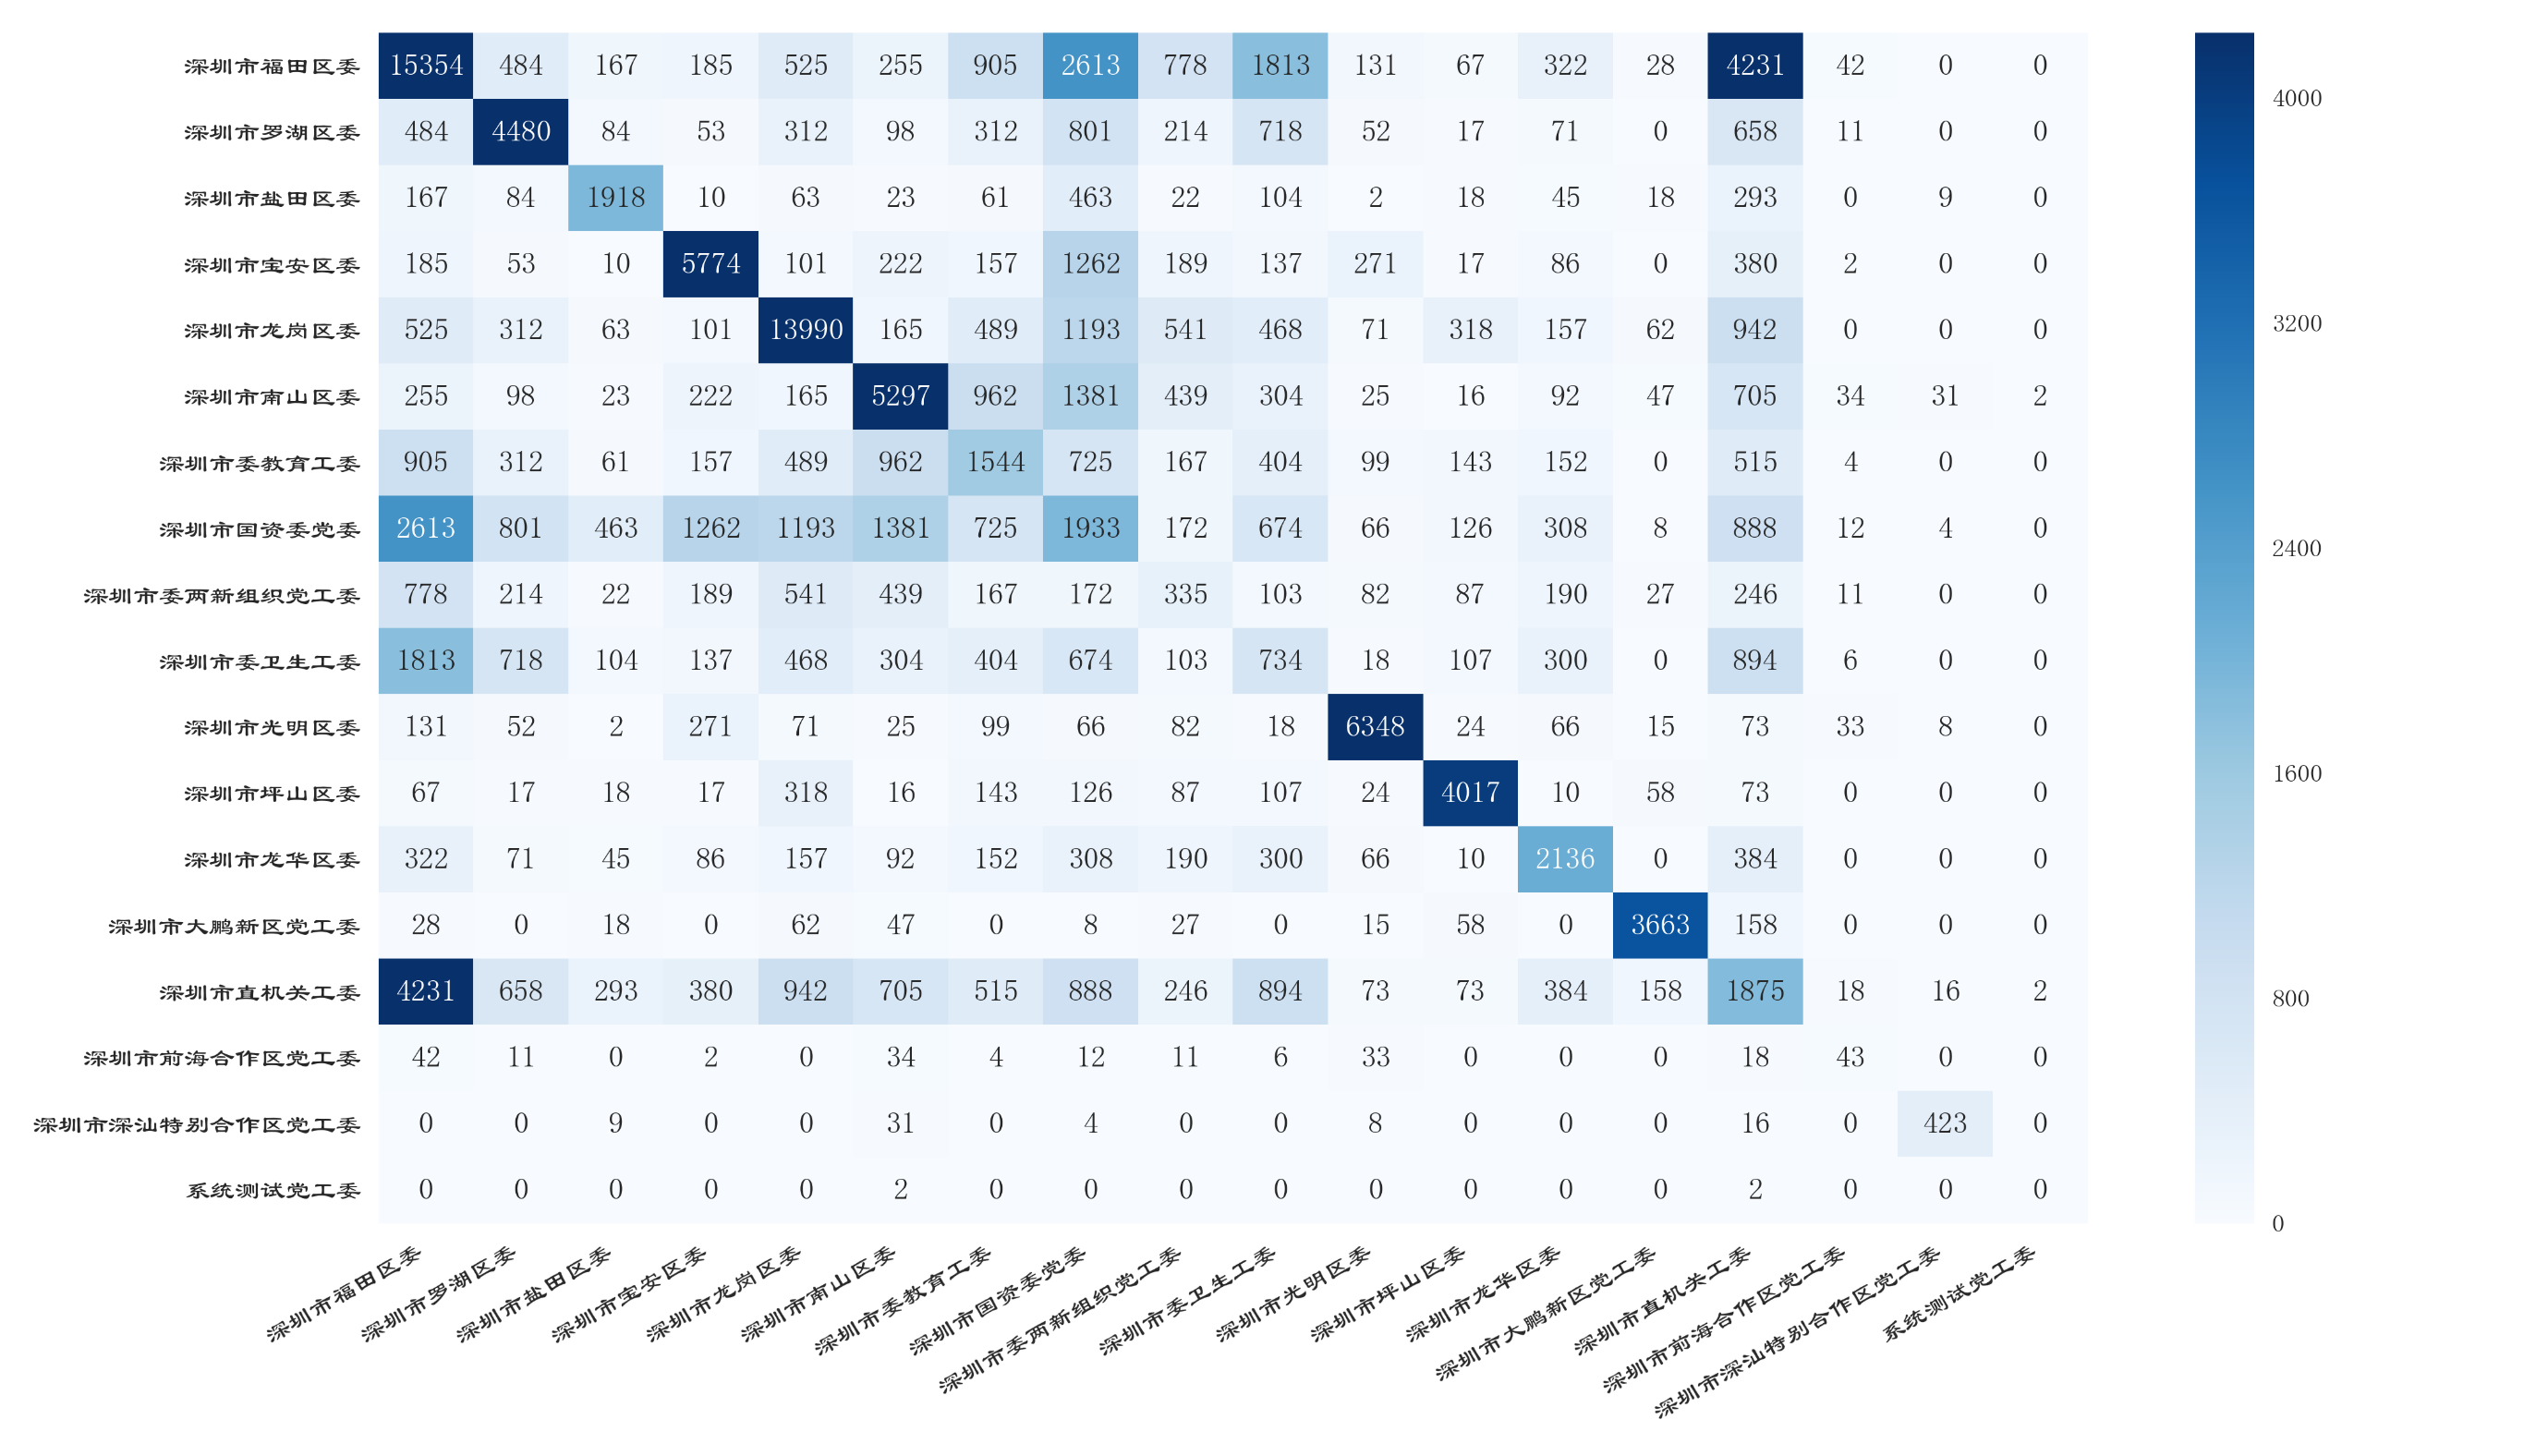 深圳市福田区委 15354 484 167 185 525 255 905 2613 778 1813 131 67 322 28 4231 42 0 0
深圳市罗湖区委 484 4480 84 53 312 98 312 801 214 718 52 17 71 0 658 11 0 0
深圳市盐田区委 167 84 1918 10 63 23 61 463 22 104 2 18 45 18 293 0 9 0
深圳市宝安区委 185 53 10 5774 101 222 157 1262 189 137 271 17 86 0 380 2 0 0
深圳市龙岗区委 525 312 63 101 13990 165 489 1193 541 468 71 318 157 62 942 0 0 0
深圳市南山区委 255 98 23 222 165 5297 962 1381 439 304 25 16 92 47 705 34 31 2
深圳市委教育工委 905 312 61 157 489 962 1544 725 167 404 99 143 152 0 515 4 0 0
深圳市国资委党委 2613 801 463 1262 1193 1381 725 1933 172 674 66 126 308 8 888 12 4 0
深圳市委两新组织党工委 778 214 22 189 541 439 167 172 335 103 82 87 190 27 246 11 0 0
深圳市委卫生工委 1813 718 104 137 468 304 404 674 103 734 18 107 300 0 894 6 0 0
深圳市光明区委 131 52 2 271 71 25 99 66 82 18 6348 24 66 15 73 33 8 0
深圳市坪山区委 67 17 18 17 318 16 143 126 87 107 24 4017 10 58 73 0 0 0
深圳市龙华区委 322 71 45 86 157 92 152 308 190 300 66 10 2136 0 384 0 0 0
深圳市大鹏新区党工委 28 0 18 0 62 47 0 8 27 0 15 58 0 3663 158 0 0 0
深圳市直机关工委 4231 658 293 380 942 705 515 888 246 894 73 73 384 158 1875 18 16 2
深圳市前海合作区党工委 42 11 0 2 0 34 4 12 11 6 33 0 0 0 18 43 0 0
深圳市深汕特别合作区党工委 0 0 9 0 0 31 0 4 0 0 8 0 0 0 16 0 423 0
系统测试党工委 0 0 0 0 0 2 0 0 0 0 0 0 0 0 2 0 0 0
深圳市福田区委
深圳市罗湖区委
深圳市盐田区委
深圳市宝安区委
深圳市龙岗区委
深圳市南山区委
深圳市委教育工委
深圳市国资委党委
深圳市委两新组织党工委
深圳市委卫生工委
深圳市光明区委
深圳市坪山区委
深圳市龙华区委
深圳市大鹏新区党工委
深圳市直机关工委
深圳市前海合作区党工委
深圳市深汕特别合作区党工委
系统测试党工委
4000
3200
2400
1600
800
0